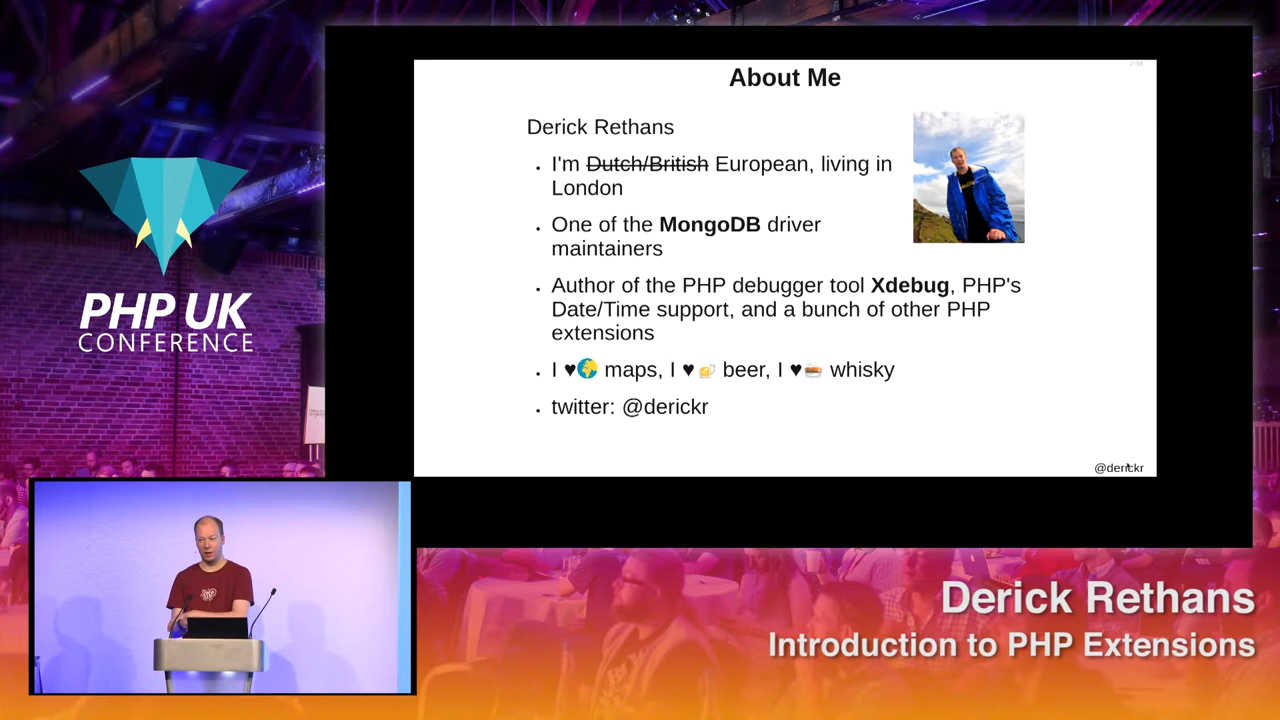 About Me
Derick Rethans
I'm Dutch/British European, living in
London
One of the MongoDB driver
maintainers
Author of the PHP debugger tool Xdebug, PHP's
Date/Time support, and a bunch of other PHP
extensions
I ♥🌍 maps, I ♥🍺 beer, I ♥🥃 whisky
twitter: @derickr
@derickr
PHP UK
CONFERENCE
Derick Rethans
Introduction to PHP Extensions